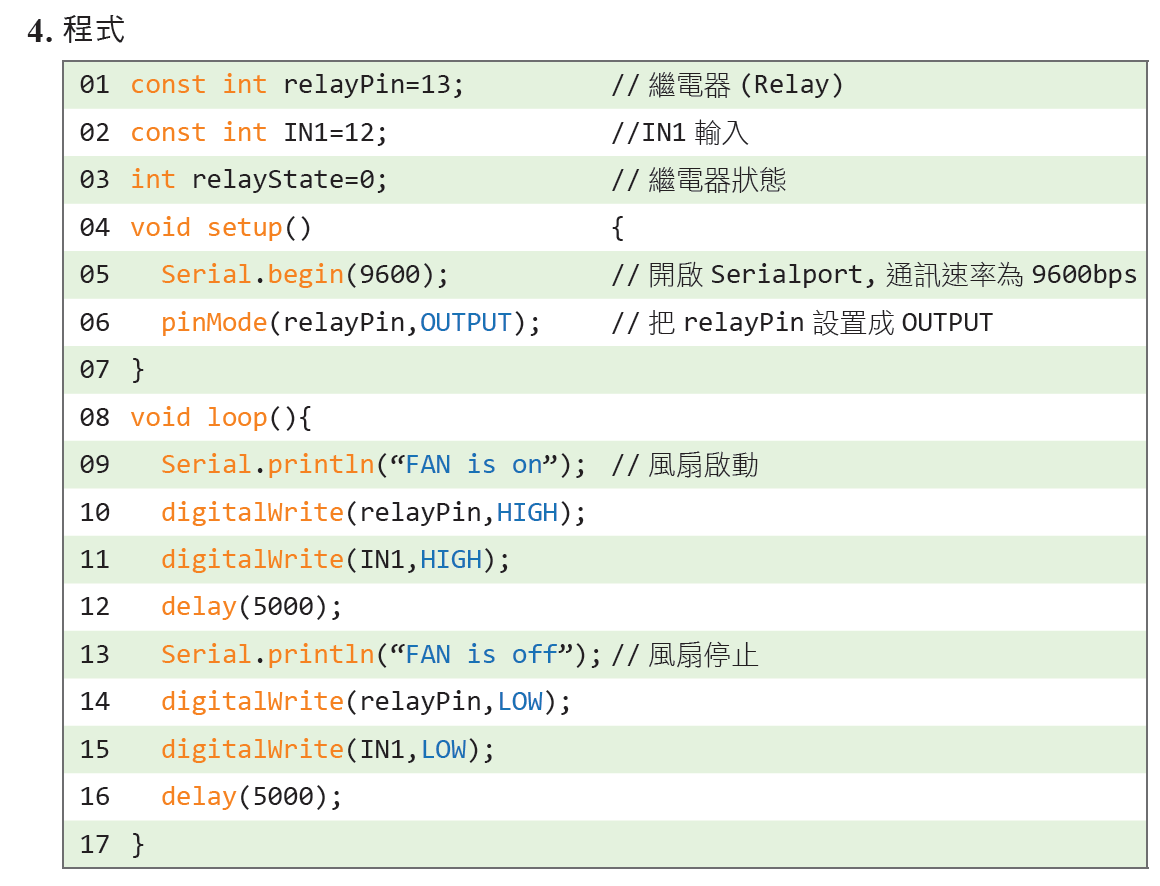 4. 程式
01 const int relayPin=13; // 繼電器 (Relay)
02 const int IN1=12; //IN1 輸入
03 int relayState=0; // 繼電器狀態
04 void setup() {
05 Serial.begin(9600); // 開啟 Serialport, 通訊速率為 9600bps
06 pinMode(relayPin,OUTPUT); // 把 relayPin 設置成 OUTPUT
07 }
08 void loop(){
09 Serial.println(“FAN is on”); // 風扇啟動
10 digitalWrite(relayPin,HIGH);
11 digitalWrite(IN1,HIGH);
12 delay(5000);
13 Serial.println(“FAN is off”); // 風扇停止
14 digitalWrite(relayPin,LOW);
15 digitalWrite(IN1,LOW);
16 delay(5000);
17 }